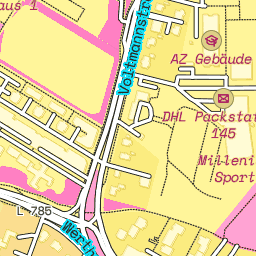 aus 1
Voltmannstr
AZ Gebäude
DHL Packstat
145
Milleni
Sport
L 785
Werth